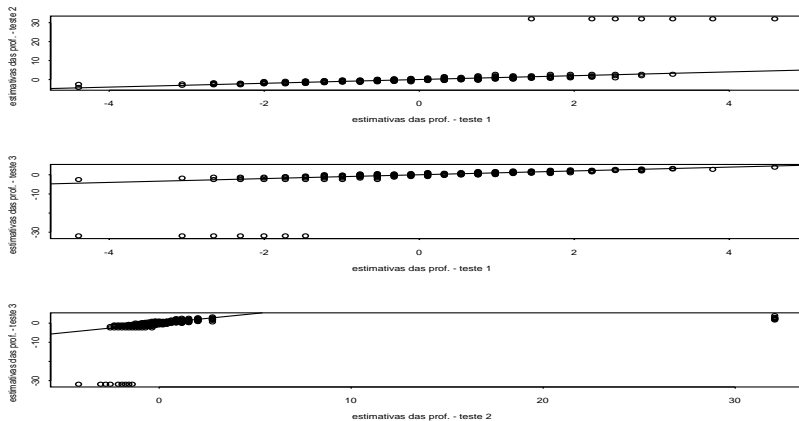 estimativas das prof. - teste 2
30
20
10
0
-4 -2 0 2 4
estimativas das prof. - teste 1
estimativas das prof. - teste 3
0
-10
-30
-4 -2 0 2 4
estimativas das prof. - teste 1
estimativas das prof. - teste 3
0
-10
-30
0 10 20 30
estimativas das prof. - teste 2